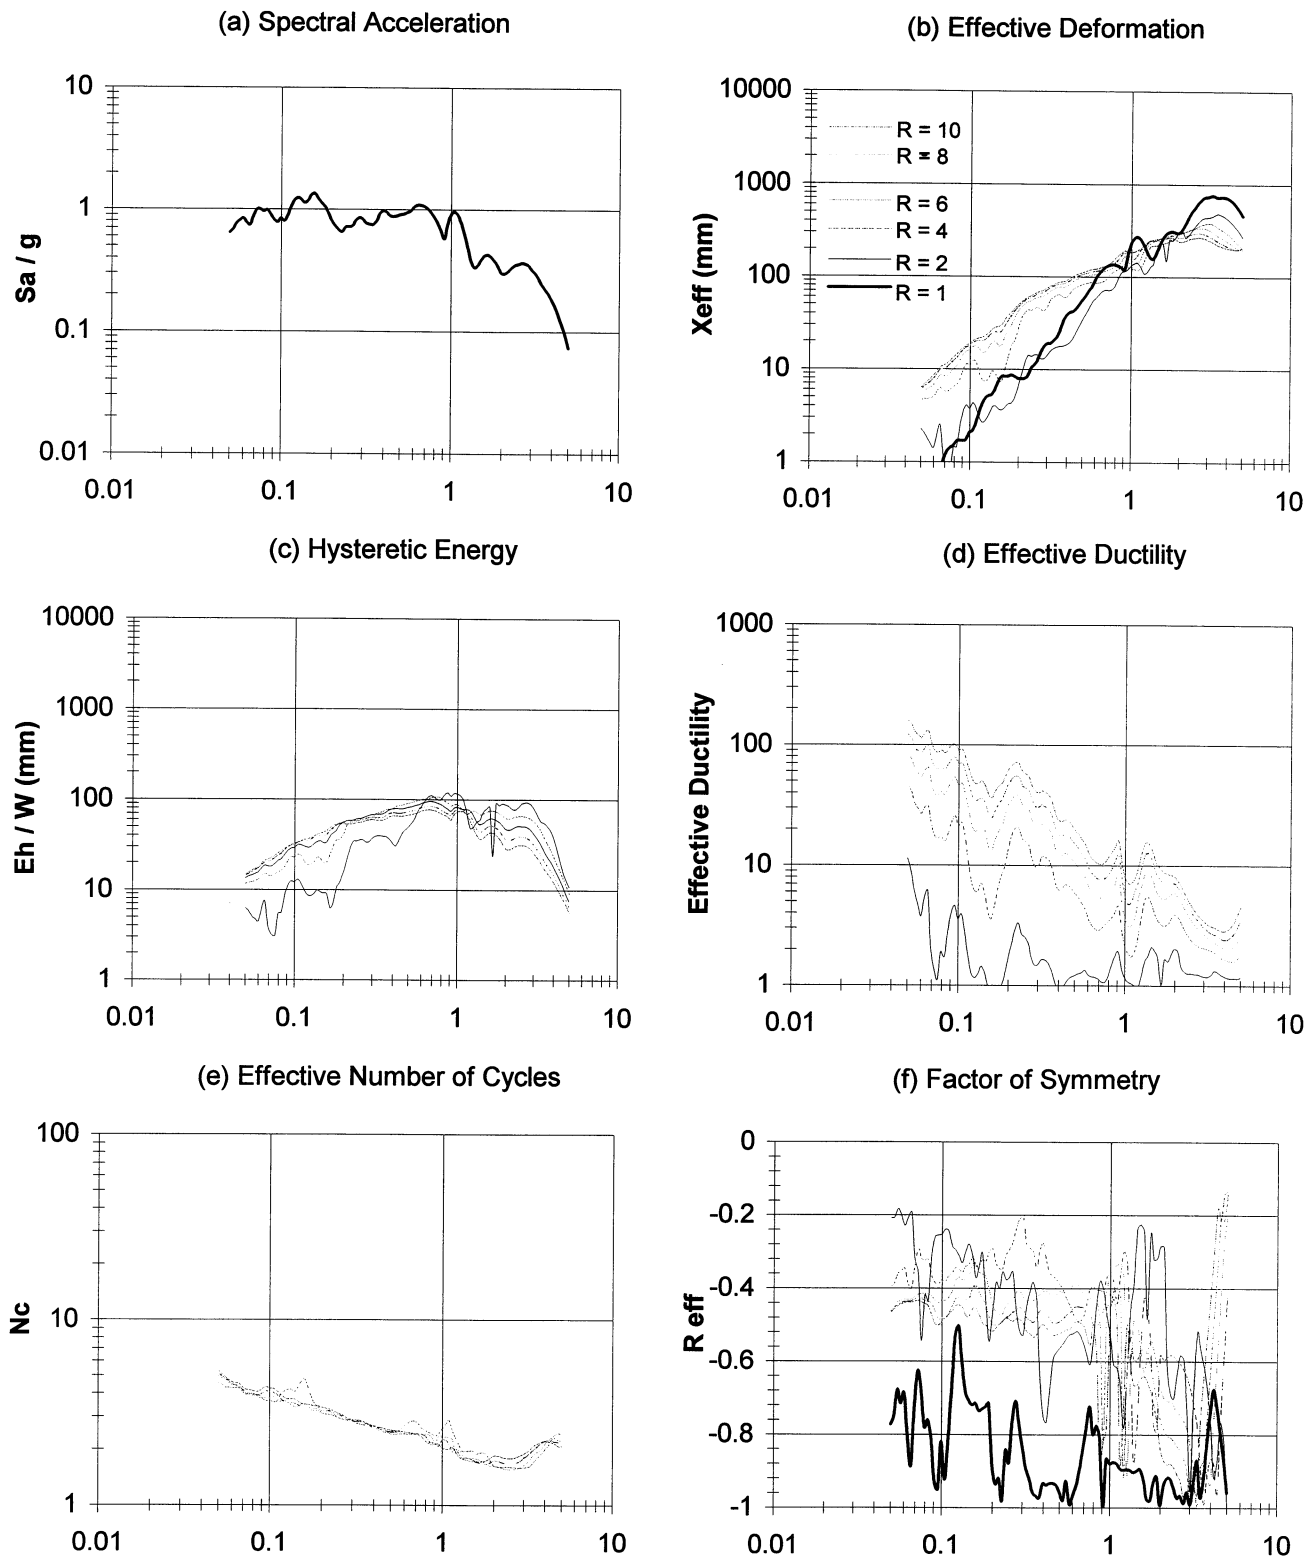 (a) Spectral Acceleration
10
1
0.1
0.01
Sa / g
0.01 0.1 1 10
(b) Effective Deformation
10000
1000
100
10
1
Xeff (mm)
R = 10
R = 8
R = 6
R = 4
R = 2
R = 1
0.01 0.1 1 10
(c) Hysteretic Energy
10000
1000
100
10
1
Eh / W (mm)
0.01 0.1 1 10
(d) Effective Ductility
1000
100
10
1
Effective Ductility
0.01 0.1 1 10
(e) Effective Number of Cycles
100
10
1
Nc
0.01 0.1 1 10
(f) Factor of Symmetry
0
-0.2
-0.4
-0.6
-0.8
-1
R eff
0.01 0.1 1 10